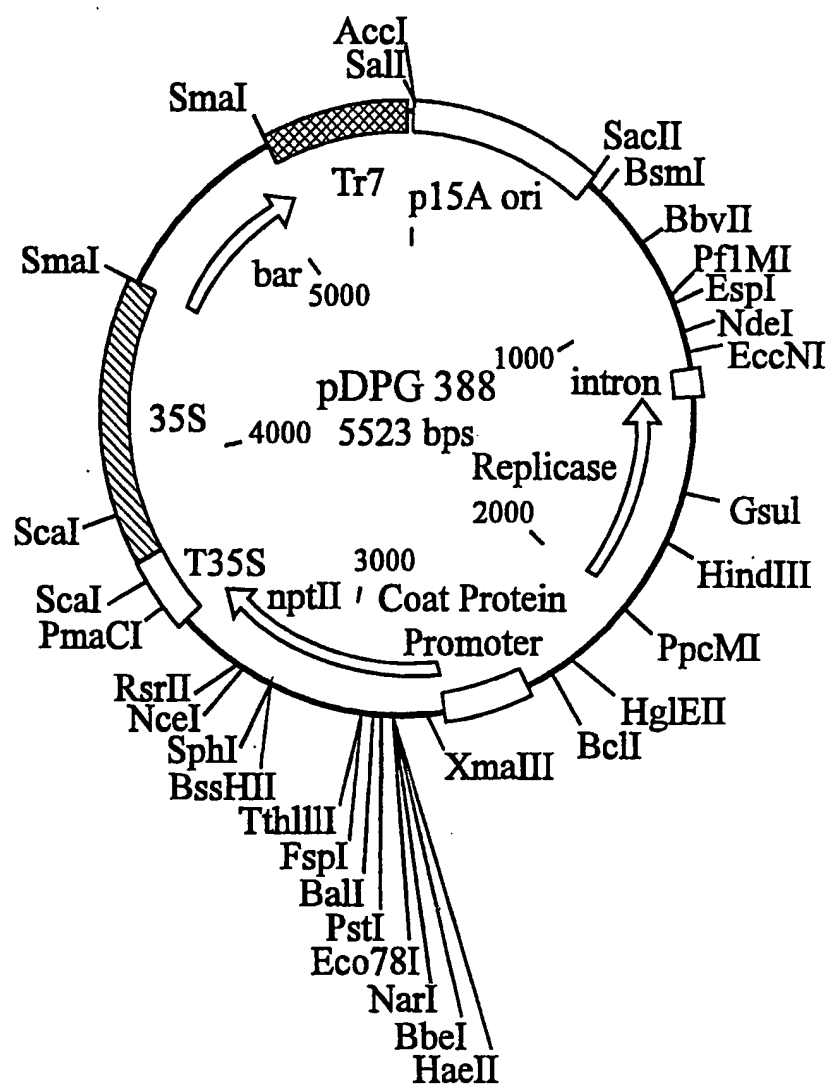 AccI
SalI
SmaI
SacII
BsmI
Tr7
p15A ori
BbvII
SmaI
Pf1MI
bar
5000
EspI
NdeI
1000
EccNI
pDPG 388
intron
35S
4000
5523 bps
Replicase
2000
GsuI
ScaI
HindIII
T35S
3000
nptII
Coat Protein
Promoter
ScaI
PmaCI
PpcMI
RsrII
HglEII
NceI
BclI
SphI
XmaIII
BssHII
TthlllI
FspI
BalI
PstI
Eco78I
NarI
BbeI
HaeII